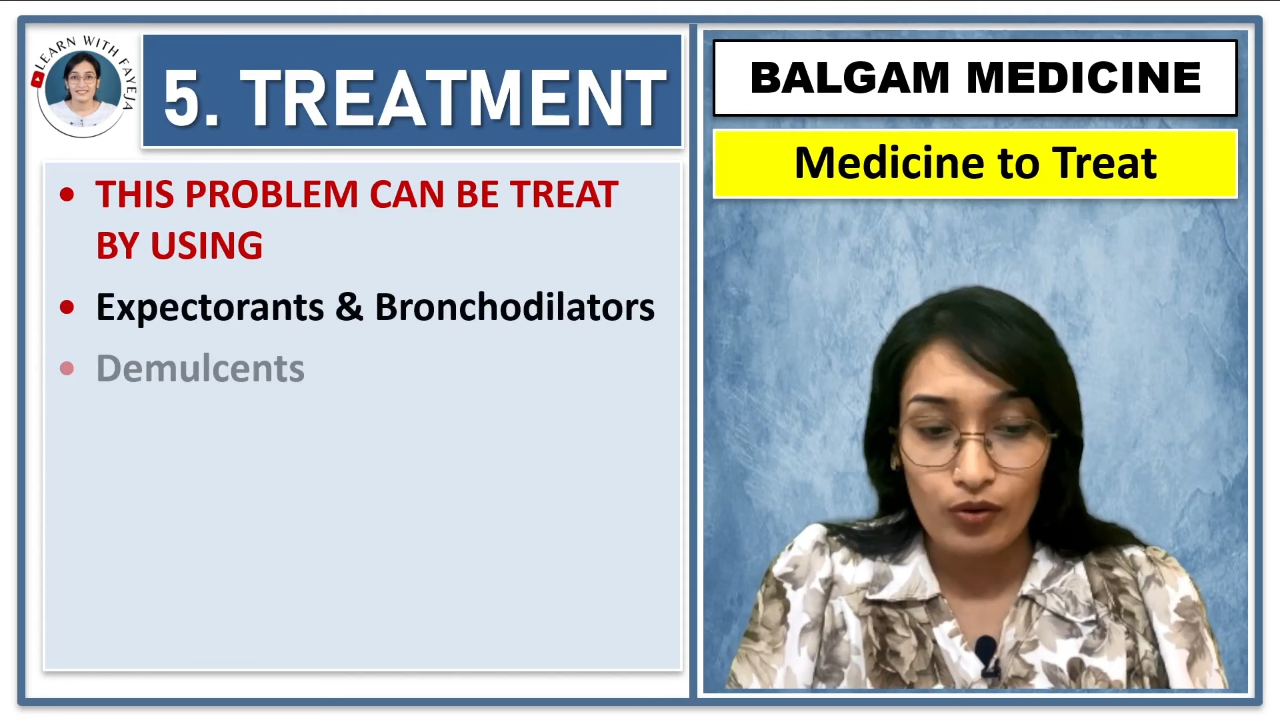 LEARN WITH FAYEJA
5. TREATMENT
• THIS PROBLEM CAN BE TREAT
BY USING
• Expectorants & Bronchodilators
• Demulcents
BALGAM MEDICINE
Medicine to Treat